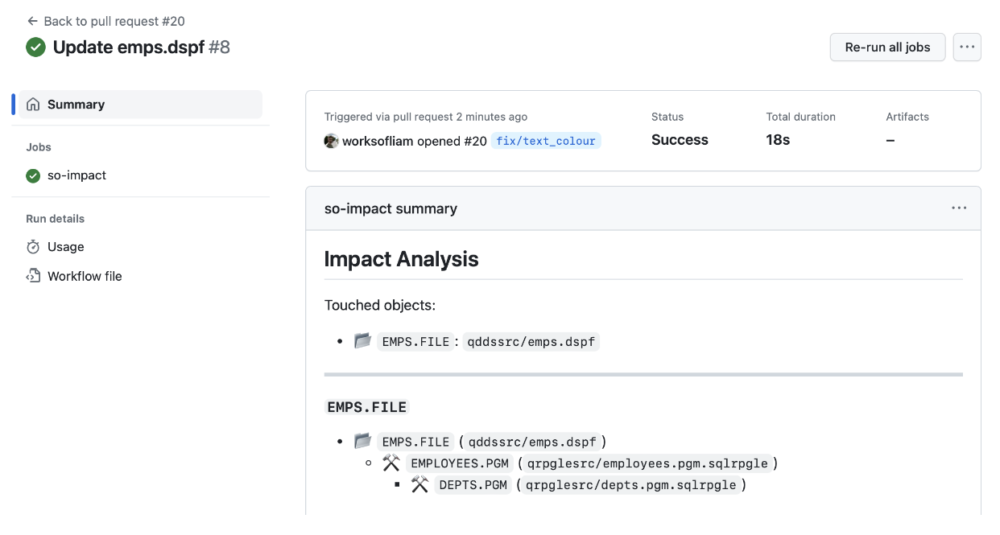 ← Back to pull request #20
Update emps.dspf #8
Re-run all jobs
Summary
Jobs
so-impact
Run details
Usage
Workflow file
Triggered via pull request 2 minutes ago
worksofliam opened #20 fix/text_colour
Status
Success
Total duration
18s
Artifacts
–
so-impact summary
Impact Analysis
Touched objects:
• EMPS.FILE: qddssrc/emps.dspf
EMPS.FILE
• EMPS.FILE (qddssrc/emps.dspf)
◦ EMPLOYEES.PGM (qrpglesrc/employees.pgm.sqlrpgle)
▪ DEPTS.PGM (qrpglesrc/depts.pgm.sqlrpgle)